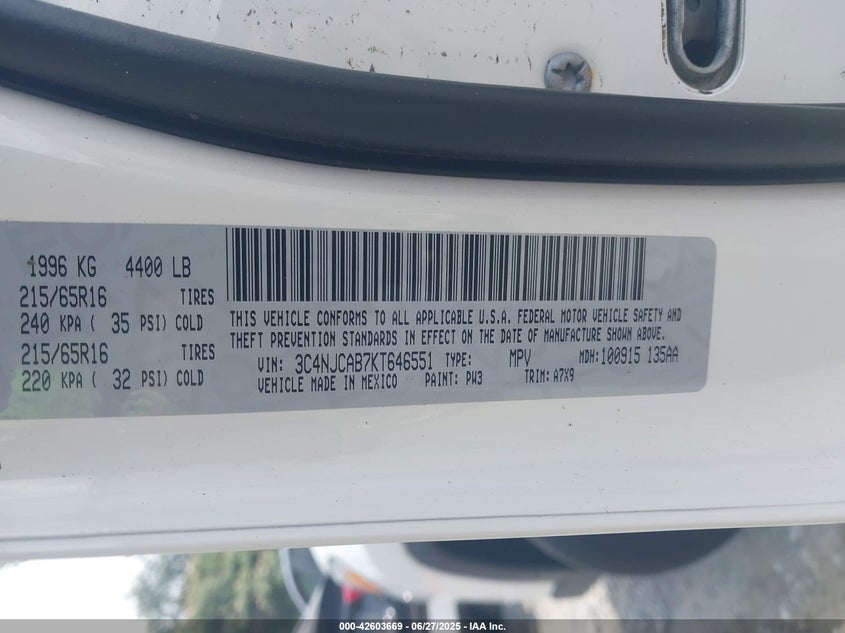 1996 KG 4400 LB
215/65R16 TIRES
240 KPA ( 35 PSI) COLD
215/65R16 TIRES
220 KPA ( 32 PSI) COLD
THIS VEHICLE CONFORMS TO ALL APPLICABLE U.S.A. FEDERAL MOTOR VEHICLE SAFETY AND
THEFT PREVENTION STANDARDS IN EFFECT ON THE DATE OF MANUFACTURE SHOWN ABOVE.
VIN: 3C4NJCAB7KT646551 TYPE: MPV MDH: 100915 135AA
VEHICLE MADE IN MEXICO PAINT: PW3 TRIM: A7X9
000-42603669 - 06/27/2025 - IAA Inc.